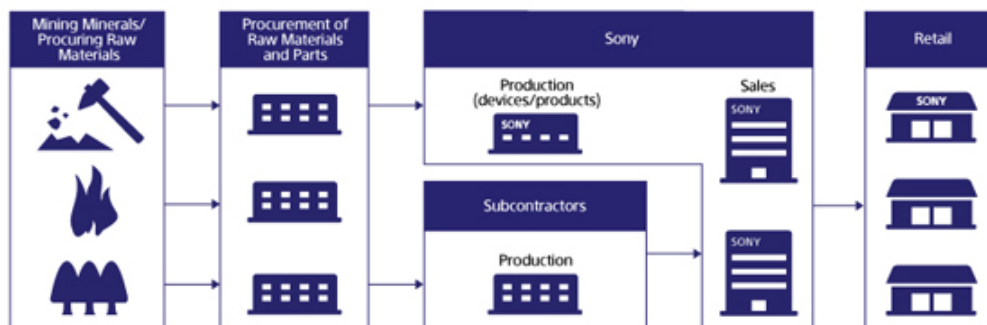 Mining Minerals/
Procuring Raw
Materials
Procurement of
Raw Materials
and Parts
Sony
Retail
Production
(devices/products)
SONY
Sales
SONY
SONY
Subcontractors
Production
SONY